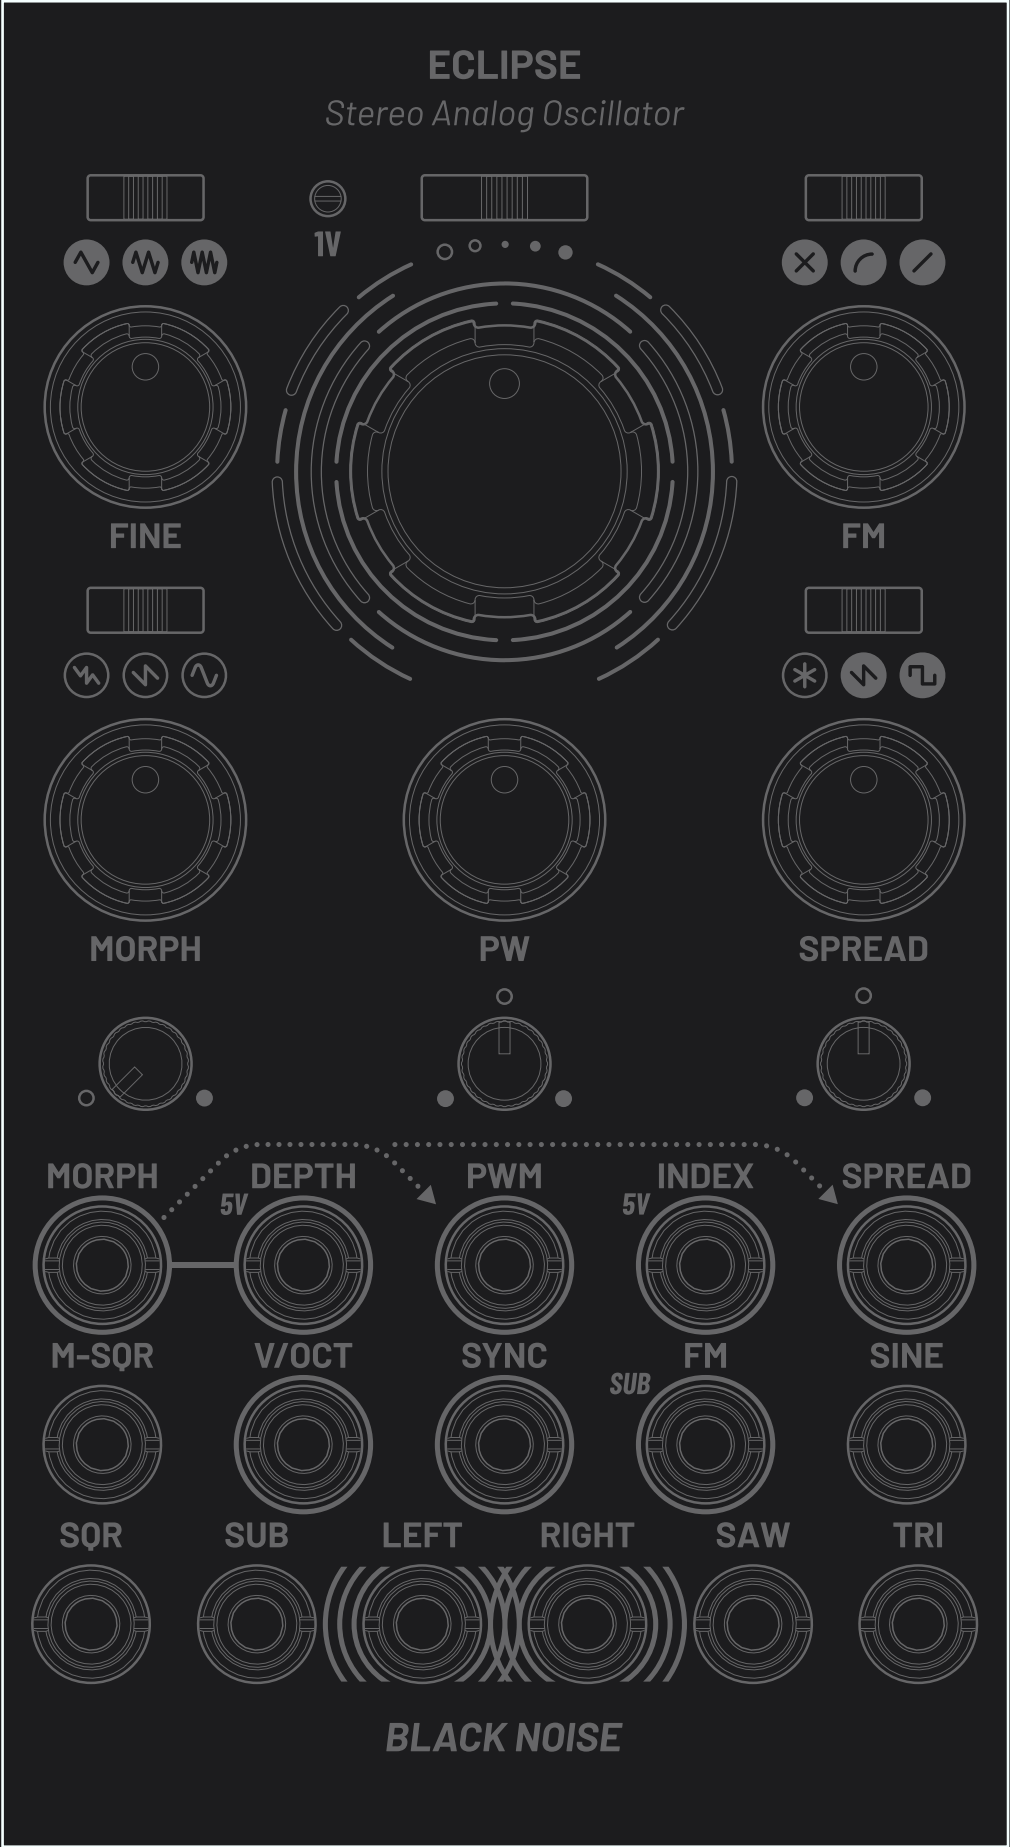 ECLIPSE
Stereo Analog Oscillator
1V
FINE
FM
MORPH
PW
SPREAD
MORPH
DEPTH
PWM
INDEX
SPREAD
5V
5V
M-SQR
V/OCT
SYNC
FM
SINE
SUB
SQR
SUB
LEFT
RIGHT
SAW
TRI
BLACK NOISE